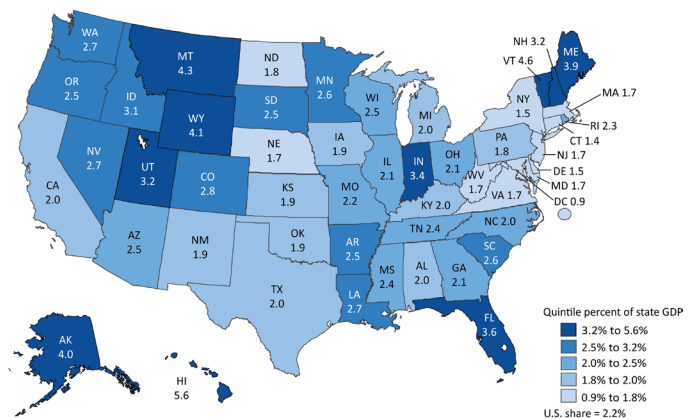 WA
2.7
OR
2.5
ID
3.1
MT
4.3
WY
4.1
ND
1.8
SD
2.5
NE
1.7
MN
2.6
WI
2.5
MI
2.0
NH 3.2
VT 4.6
ME
3.9
MA 1.7
NY
1.5
RI 2.3
CT 1.4
NJ 1.7
DE 1.5
MD 1.7
DC 0.9
PA
1.8
NV
2.7
UT
3.2
CO
2.8
CA
2.0
IA
1.9
IL
2.1
IN
3.4
OH
2.1
WV
1.7
VA 1.7
KS
1.9
MO
2.2
KY 2.0
TN 2.4
NC 2.0
AZ
2.5
NM
1.9
OK
1.9
AR
2.5
SC
2.6
TX
2.0
LA
2.7
MS
2.4
AL
2.0
GA
2.1
FL
3.6
AK
4.0
HI
5.6
Quintile percent of state GDP
3.2% to 5.6%
2.5% to 3.2%
2.0% to 2.5%
1.8% to 2.0%
0.9% to 1.8%
U.S. share = 2.2%